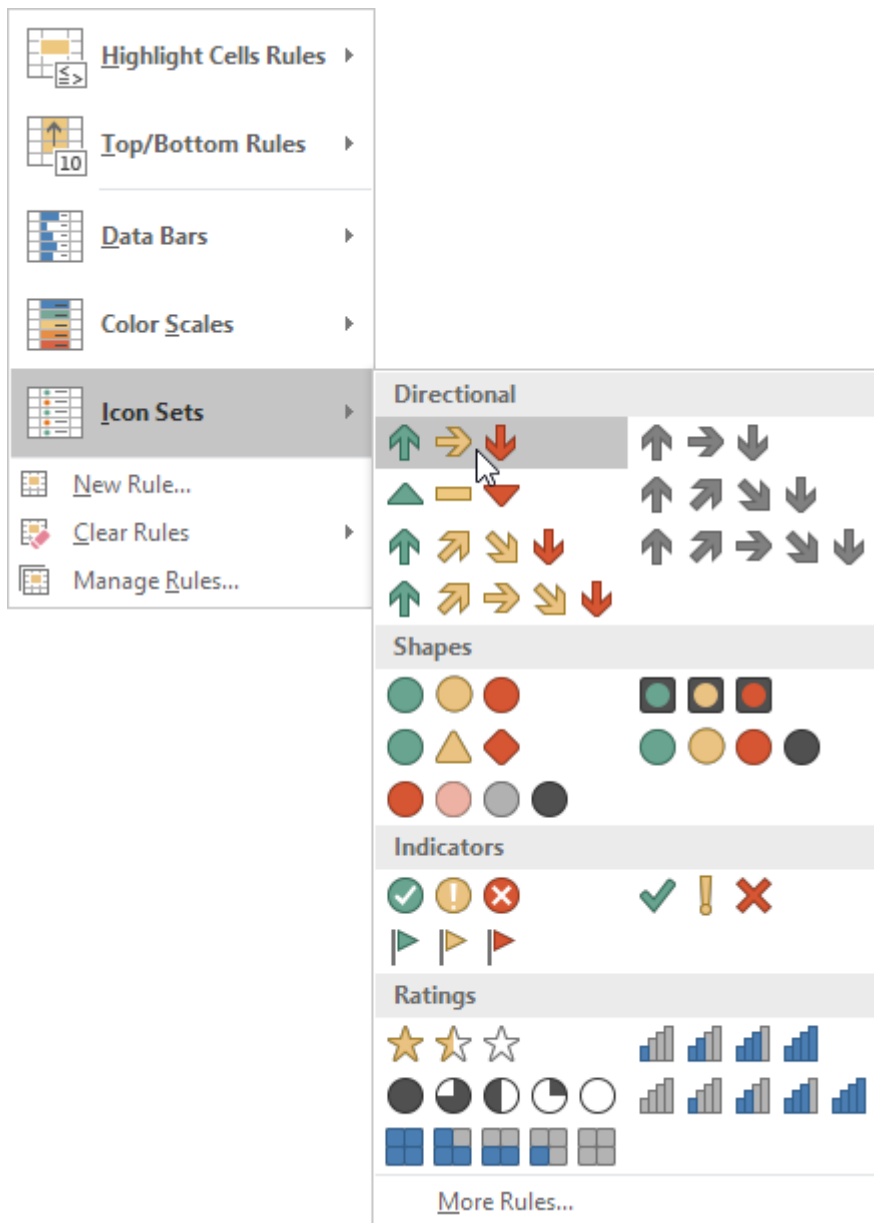 Highlight Cells Rules
Top/Bottom Rules
10
Data Bars
Color Scales
Icon Sets
New Rule...
Clear Rules
Manage Rules...
Directional
Shapes
Indicators
Ratings
More Rules...